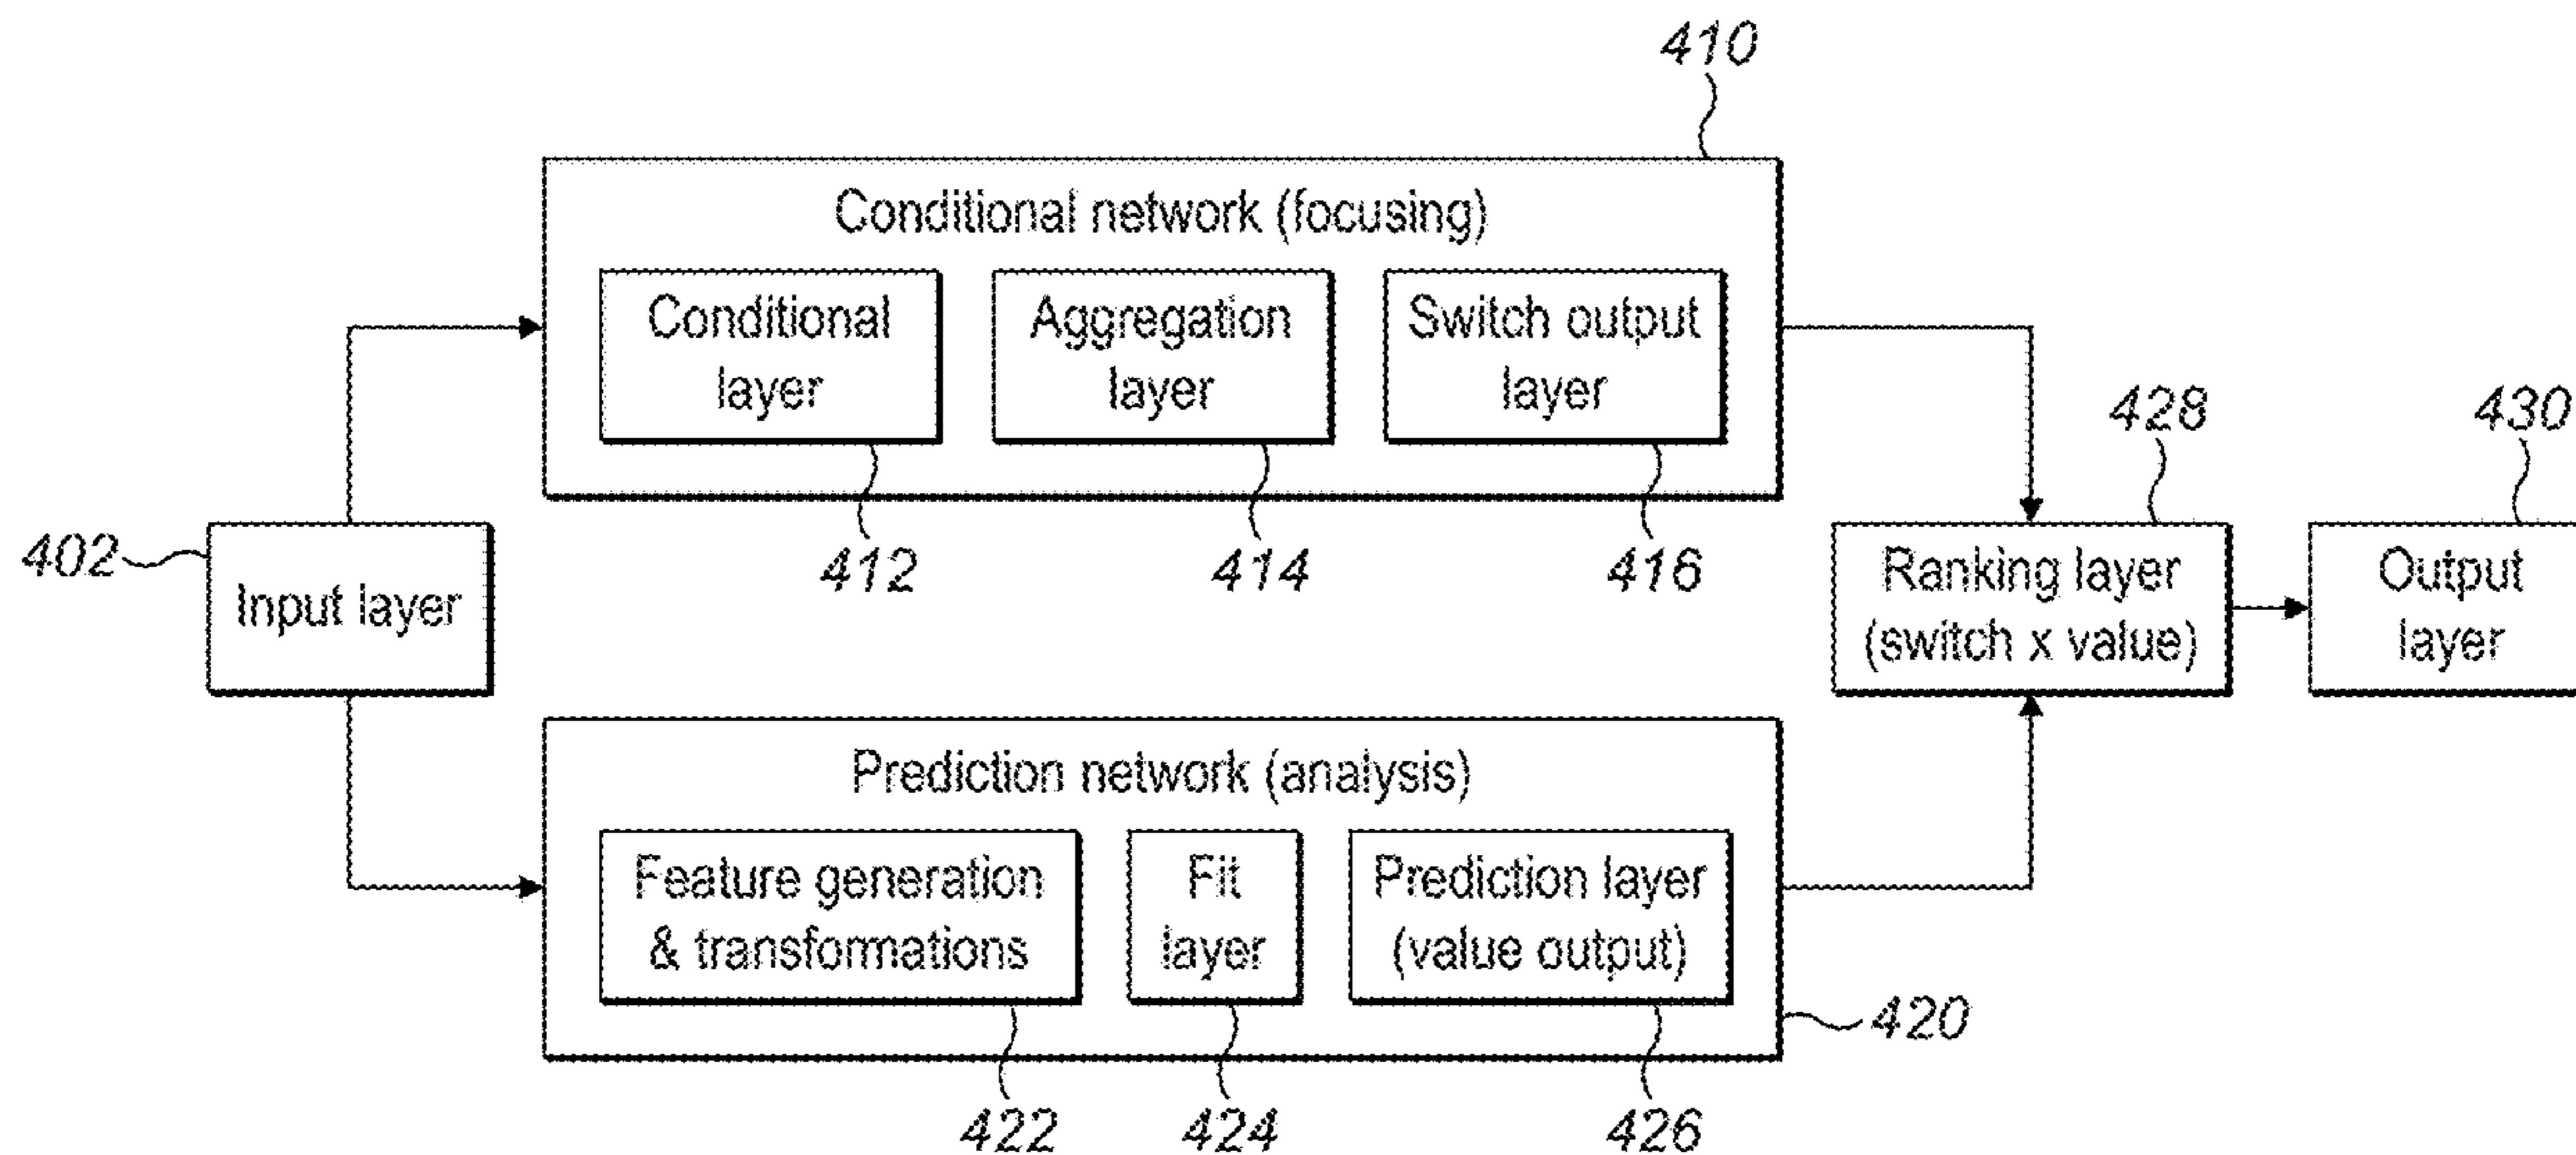 410
Conditional network (focusing)
Conditional
layer
Aggregation
layer
Switch output
layer
412
414
416
402
Input layer
428
Ranking layer
(switch x value)
430
Output
layer
Prediction network (analysis)
Feature generation
& transformations
Fit
layer
Prediction layer
(value output)
420
422
424
426